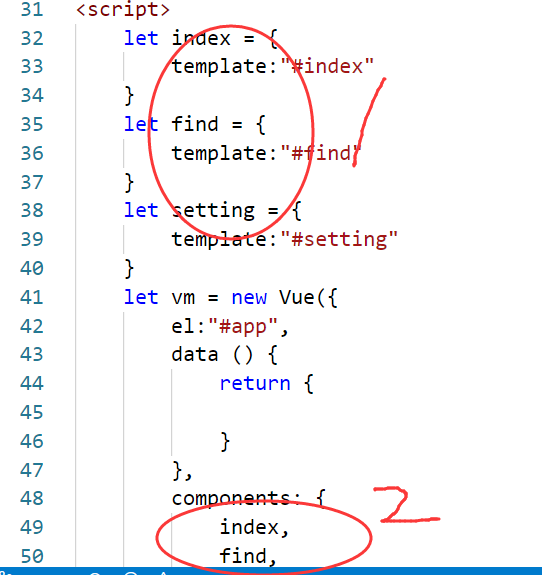 31 <script>
32 let index = {
33 template:"#index"
34 }
35 let find = {
36 template:"#find"
37 }
38 let setting = {
39 template:"#setting"
40 }
41 let vm = new Vue({
42 el:"#app",
43 data () {
44 return {
45
46 }
47 },
48 components: {
49 index,
50 find,
1
2